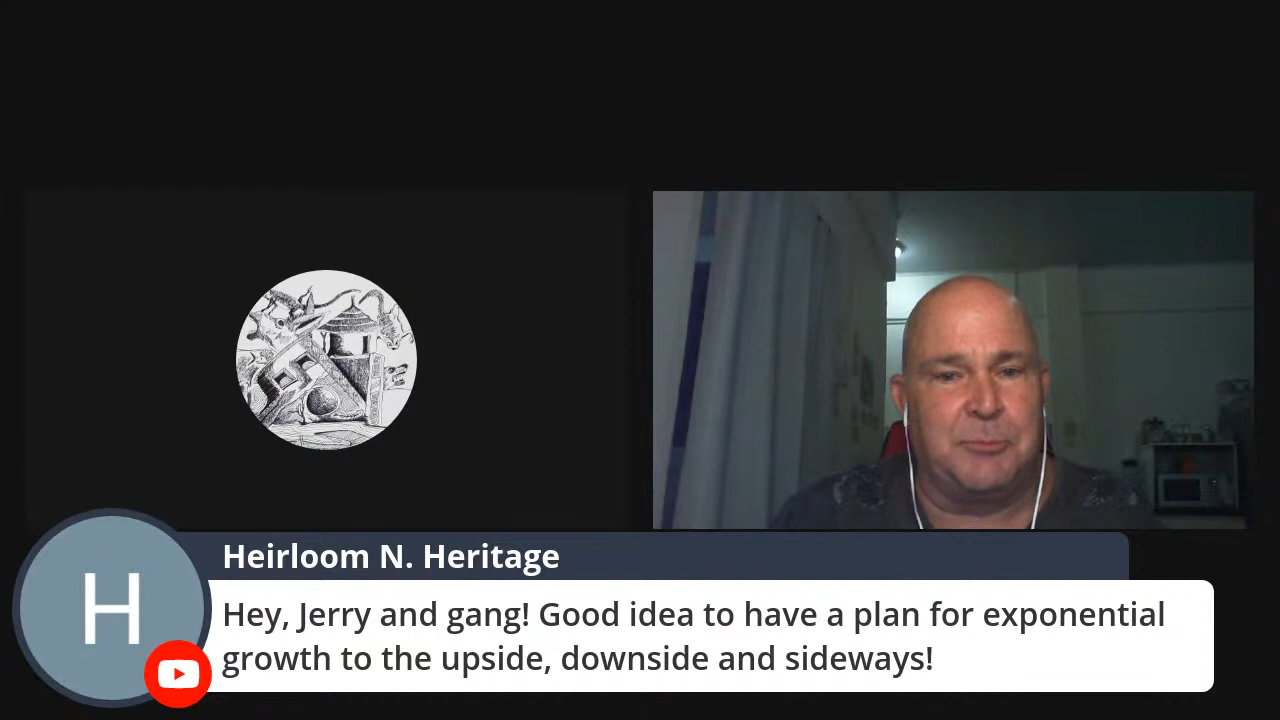 H
Heirloom N. Heritage
Hey, Jerry and gang! Good idea to have a plan for exponential
growth to the upside, downside and sideways!